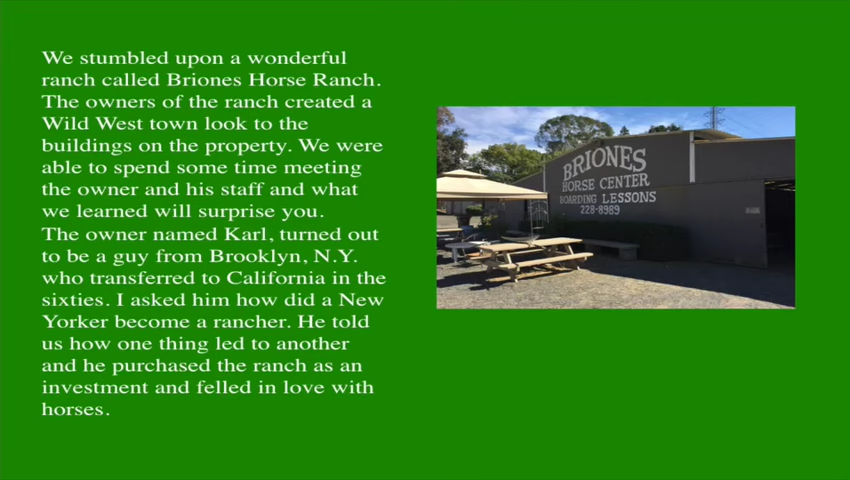 We stumbled upon a wonderful
ranch called Briones Horse Ranch.
The owners of the ranch created a
Wild West town look to the
buildings on the property. We were
able to spend some time meeting
the owner and his staff and what
we learned will surprise you.
The owner named Karl, turned out
to be a guy from Brooklyn, N.Y.
who transferred to California in the
sixties. I asked him how did a New
Yorker become a rancher. He told
us how one thing led to another
and he purchased the ranch as an
investment and felled in love with
horses.
BRIONES
HORSE CENTER
BOARDING LESSONS
228-8989